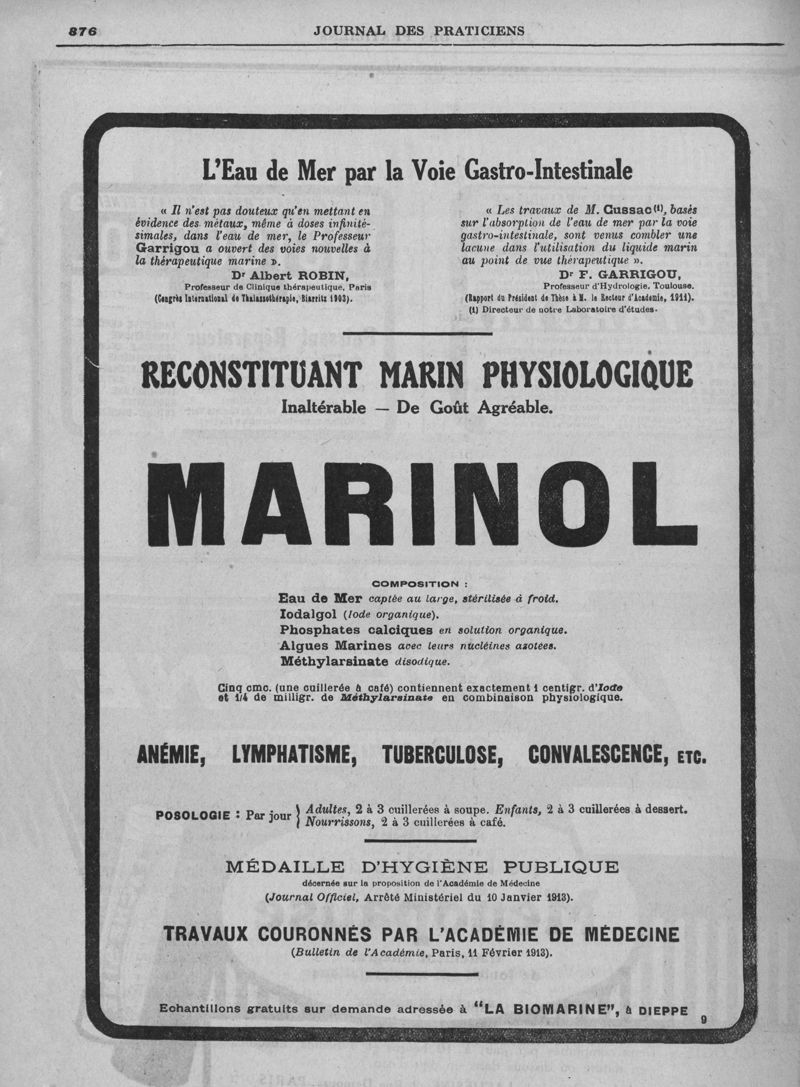 876
JOURNAL DES PRATICIENS
L'Eau de Mer par la Voie Gastro-Intestinale
« Il n'est pas douteux qu'en mettant en
évidence des métaux, même à doses infinité-
simales, dans l'eau de mer, le Professeur
Garrigou a ouvert des voies nouvelles à
la thérapeutique marine ».
Dr Albert ROBIN,
Professeur de Clinique thérapeutique, Paris
(Congrès International de Thalassothérapie, Biarritz 1903).
« Les travaux de M. Cussac(1), basés
sur l'absorption de l'eau de mer par la voie
gastro-intestinale, sont venus combler une
lacune dans l'utilisation du liquide marin
au point de vue thérapeutique ».
Dr F. GARRIGOU,
Professeur d'Hydrologie, Toulouse.
(Rapport du Président de Thèse à M. le Recteur d'Académie, 1911).
(1) Directeur de notre Laboratoire d'études.
RECONSTITUANT MARIN PHYSIOLOGIQUE
Inaltérable — De Goût Agréable.
MARINOL
COMPOSITION :
Eau de Mer captée au large, stérilisée à froid.
Iodalgol (Iode organique).
Phosphates calciques en solution organique.
Algues Marines avec leurs nucléines azotées.
Méthylarsinate disodique.
Cinq cmc. (une cuillerée à café) contiennent exactement 1 centigr. d'Iode
et 1/4 de milligr. de Méthylarsinate en combinaison physiologique.
ANÉMIE, LYMPHATISME, TUBERCULOSE, CONVALESCENCE, ETC.
POSOLOGIE : Par jour { Adultes, 2 à 3 cuillerées à soupe. Enfants, 2 à 3 cuillerées à dessert.
Nourrissons, 2 à 3 cuillerées à café.
MÉDAILLE D'HYGIÈNE PUBLIQUE
décernée sur la proposition de l'Académie de Médecine
(Journal Officiel, Arrêté Ministériel du 10 Janvier 1913).
TRAVAUX COURONNÉS PAR L'ACADÉMIE DE MÉDECINE
(Bulletin de l'Académie, Paris, 11 Février 1913).
Echantillons gratuits sur demande adressée à "LA BIOMARINE", à DIEPPE
9